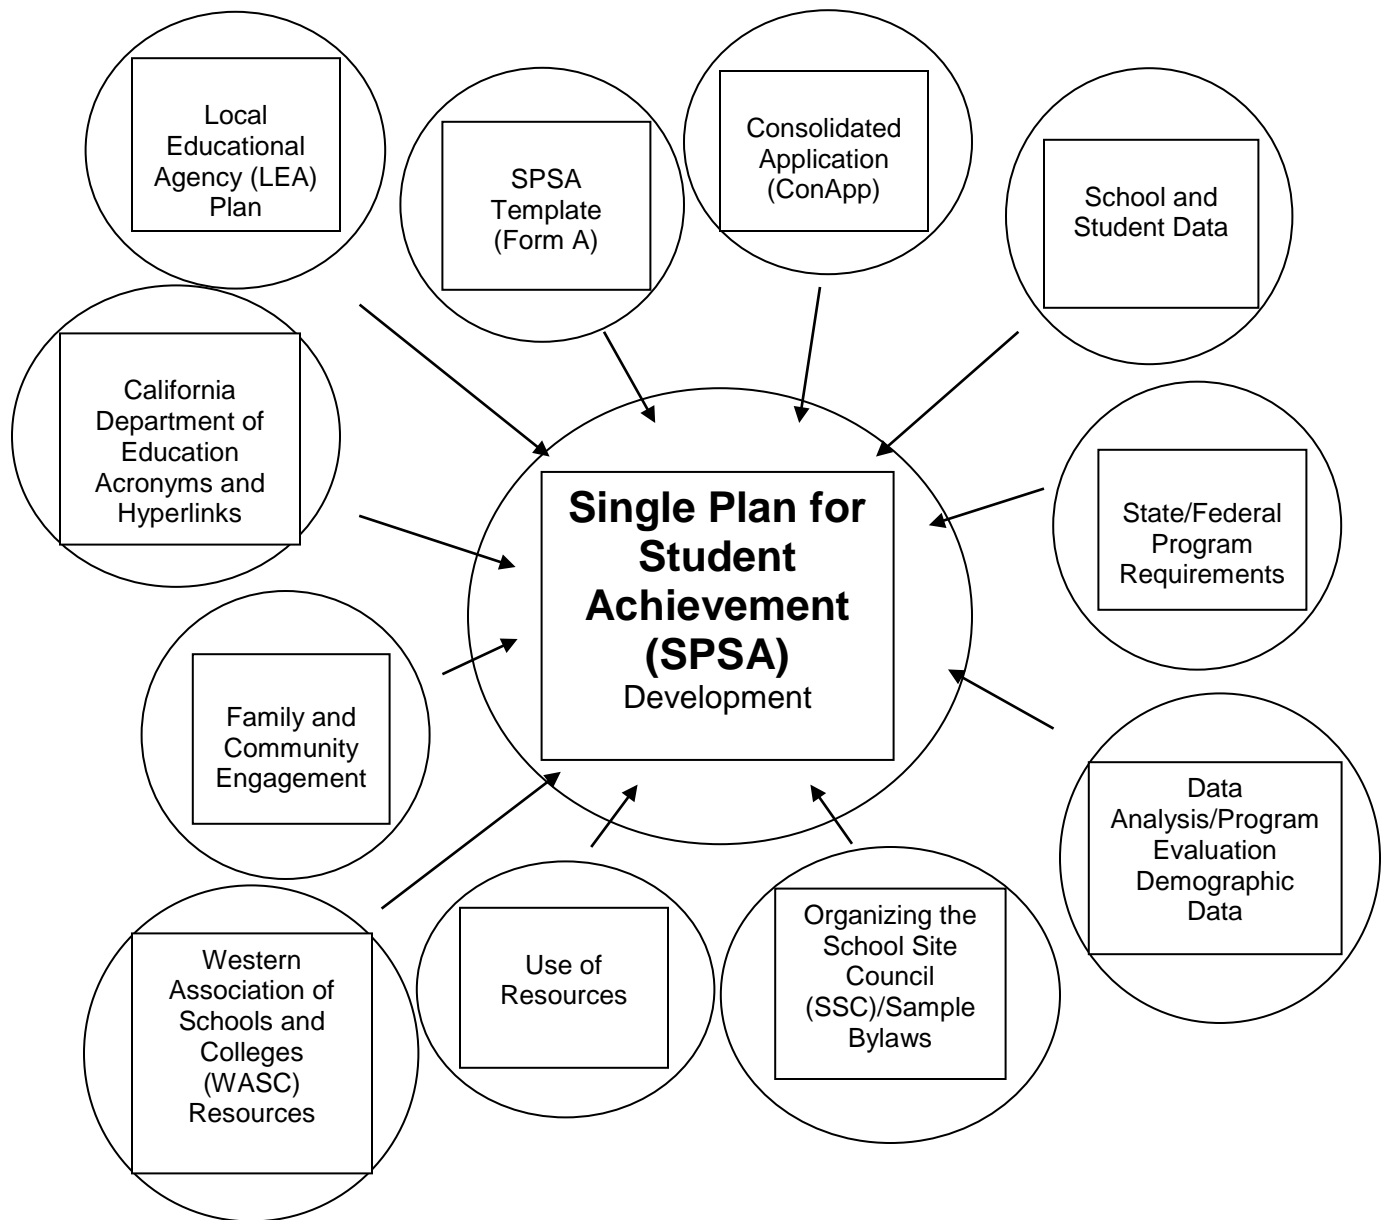 Local
Educational
Agency (LEA)
Plan
SPSA
Template
(Form A)
Consolidated
Application
(ConApp)
School and
Student Data
California
Department of
Education
Acronyms and
Hyperlinks
Single Plan for
Student
Achievement
(SPSA)
Development
State/Federal
Program
Requirements
Family and
Community
Engagement
Data
Analysis/Program
Evaluation
Demographic
Data
Western
Association of
Schools and
Colleges
(WASC)
Resources
Use of
Resources
Organizing the
School Site
Council
(SSC)/Sample
Bylaws